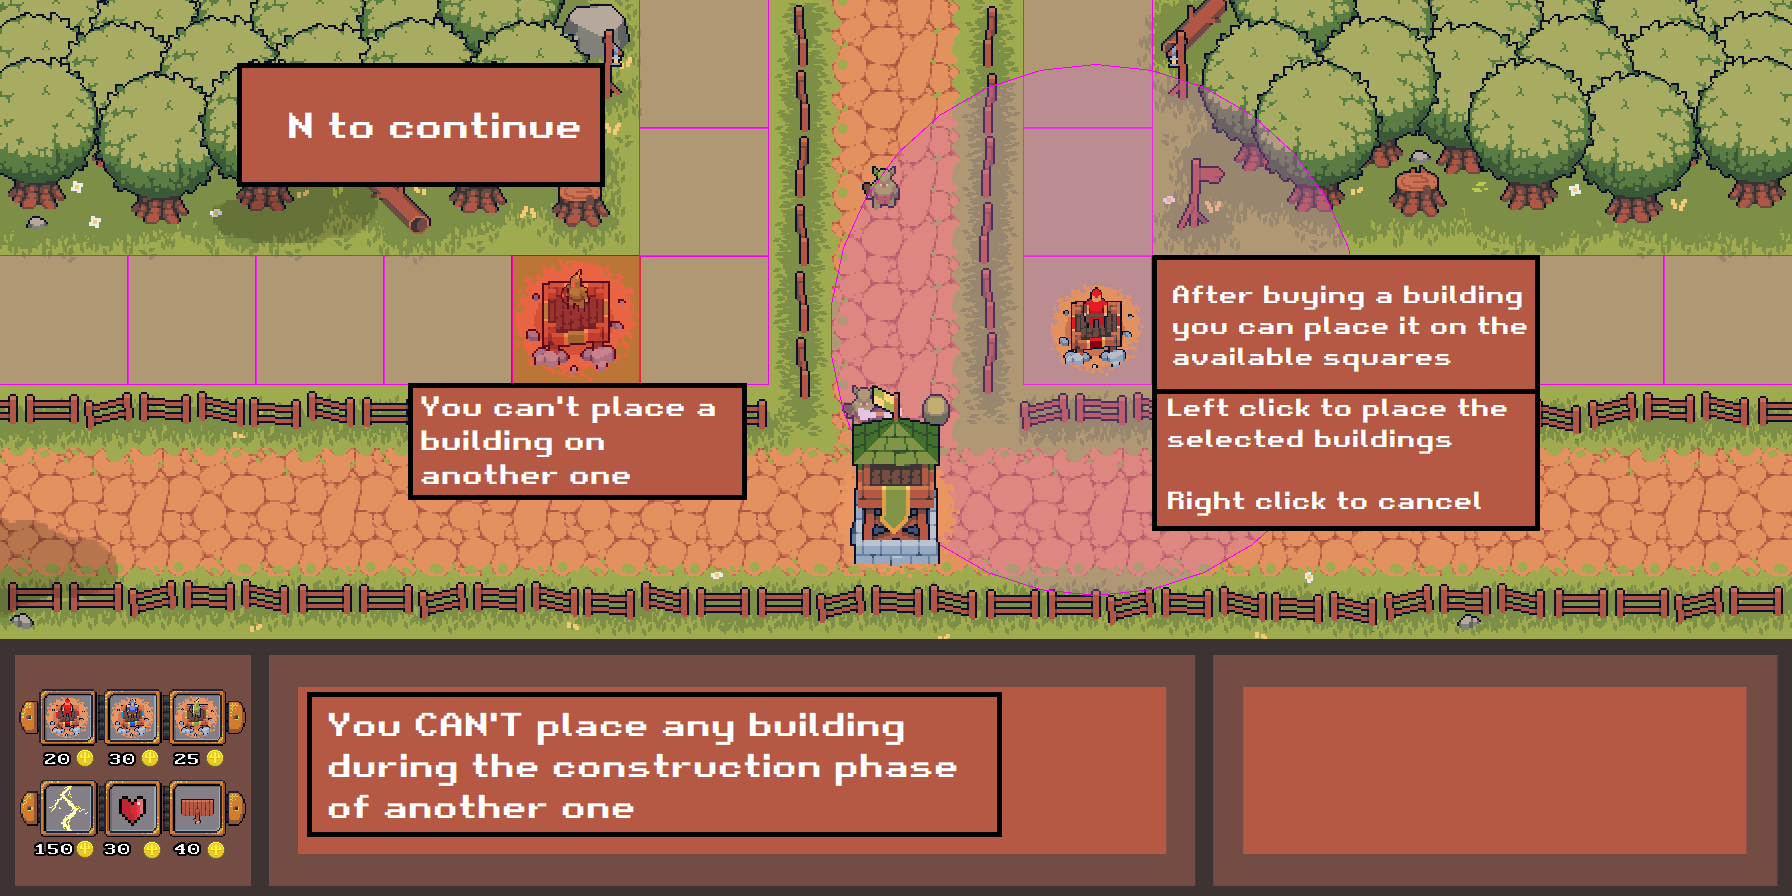 N to continue
After buying a building
you can place it on the
available squares
You can't place a
building on
another one
Left click to place the
selected buildings
Right click to cancel
You CAN'T place any building
during the construction phase
of another one
20 30 25
150 30 40